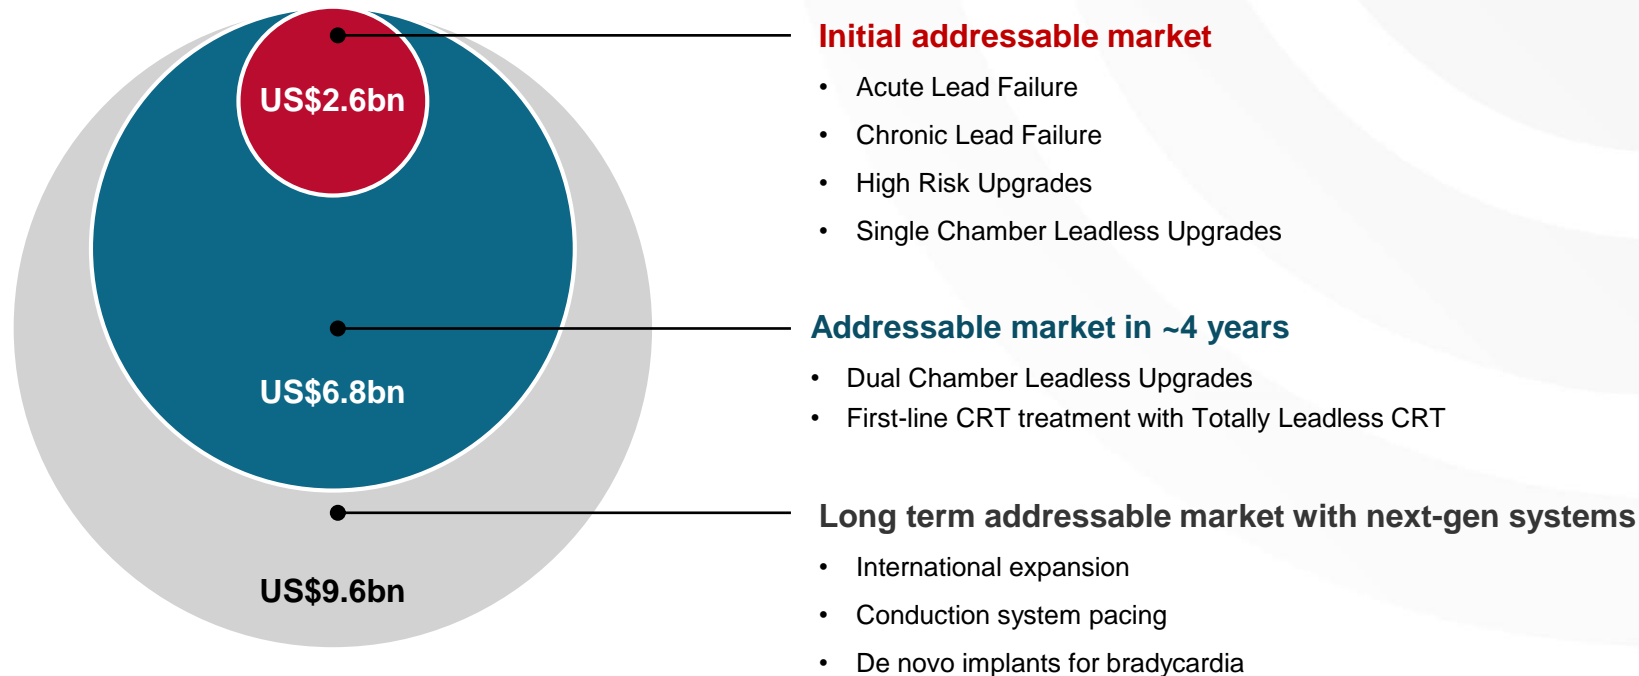 US$2.6bn
US$6.8bn
US$9.6bn
Initial addressable market
• Acute Lead Failure
• Chronic Lead Failure
• High Risk Upgrades
• Single Chamber Leadless Upgrades
Addressable market in ~4 years
• Dual Chamber Leadless Upgrades
• First-line CRT treatment with Totally Leadless CRT
Long term addressable market with next-gen systems
• International expansion
• Conduction system pacing
• De novo implants for bradycardia